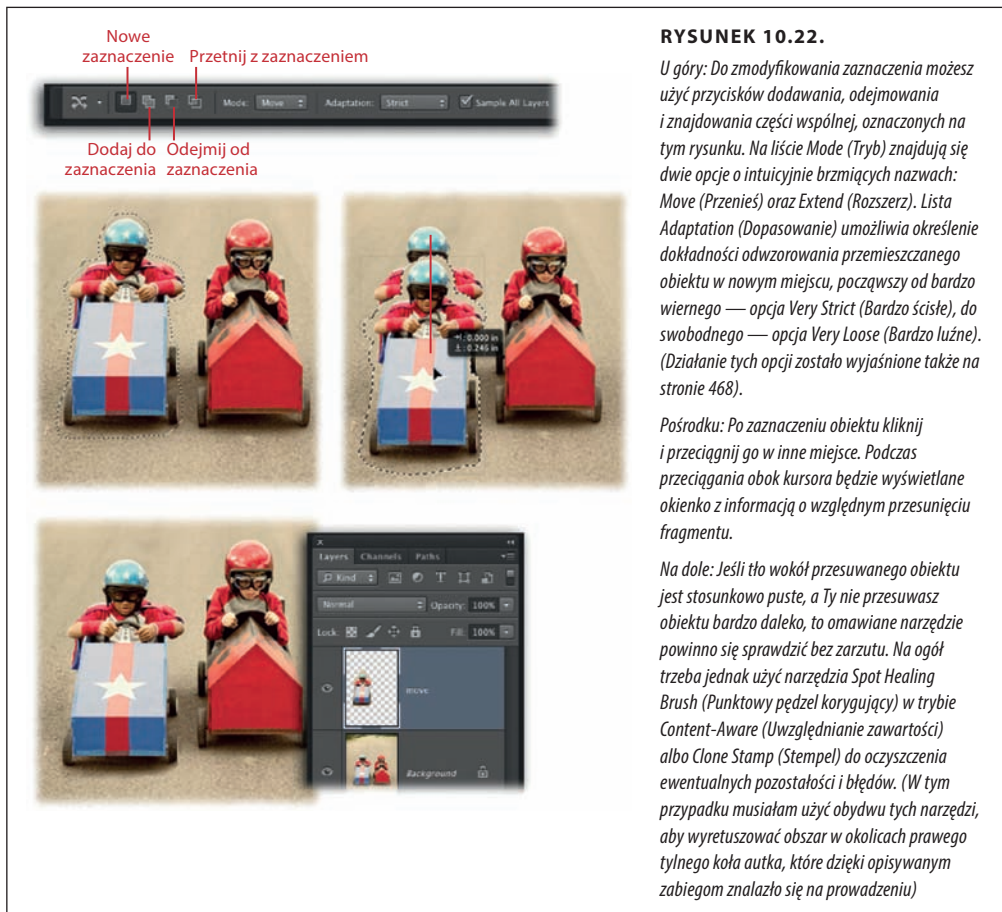 Nowe
zaznaczenie
Przetnij z zaznaczeniem
Mode: Move
Adaptation: Strict
Sample All Layers
Dodaj do
zaznaczenia
Odejmij od
zaznaczenia
→: 0.000 in
↓: 0.246 in
Layers Channels Paths
Kind
Normal Opacity: 100%
Lock: Fill: 100%
move
Background
RYSUNEK 10.22.
U góry: Do zmodyfikowania zaznaczenia możesz
użyć przycisków dodawania, odejmowania
i znajdowania części wspólnej, oznaczonych na
tym rysunku. Na liście Mode (Tryb) znajdują się
dwie opcje o intuicyjnie brzmiących nazwach:
Move (Przenieś) oraz Extend (Rozszerz). Lista
Adaptation (Dopasowanie) umożliwia określenie
dokładności odwzorowania przemieszczanego
obiektu w nowym miejscu, począwszy od bardzo
wiernego — opcja Very Strict (Bardzo ścisłe), do
swobodnego — opcja Very Loose (Bardzo luźne).
(Działanie tych opcji zostało wyjaśnione także na
stronie 468).
Pośrodku: Po zaznaczeniu obiektu kliknij
i przeciągnij go w inne miejsce. Podczas
przeciągania obok kursora będzie wyświetlane
okienko z informacją o względnym przesunięciu
fragmentu.
Na dole: Jeśli tło wokół przesuwanego obiektu
jest stosunkowo puste, a Ty nie przesuwasz
obiektu bardzo daleko, to omawiane narzędzie
powinno się sprawdzić bez zarzutu. Na ogół
trzeba jednak użyć narzędzia Spot Healing
Brush (Punktowy pędzel korygujący) w trybie
Content-Aware (Uwzględnianie zawartości)
albo Clone Stamp (Stempel) do oczyszczenia
ewentualnych pozostałości i błędów. (W tym
przypadku musiałam użyć obydwu tych narzędzi,
aby wyretuszować obszar w okolicach prawego
tylnego koła autka, które dzięki opisywanym
zabiegom znalazło się na prowadzeniu)